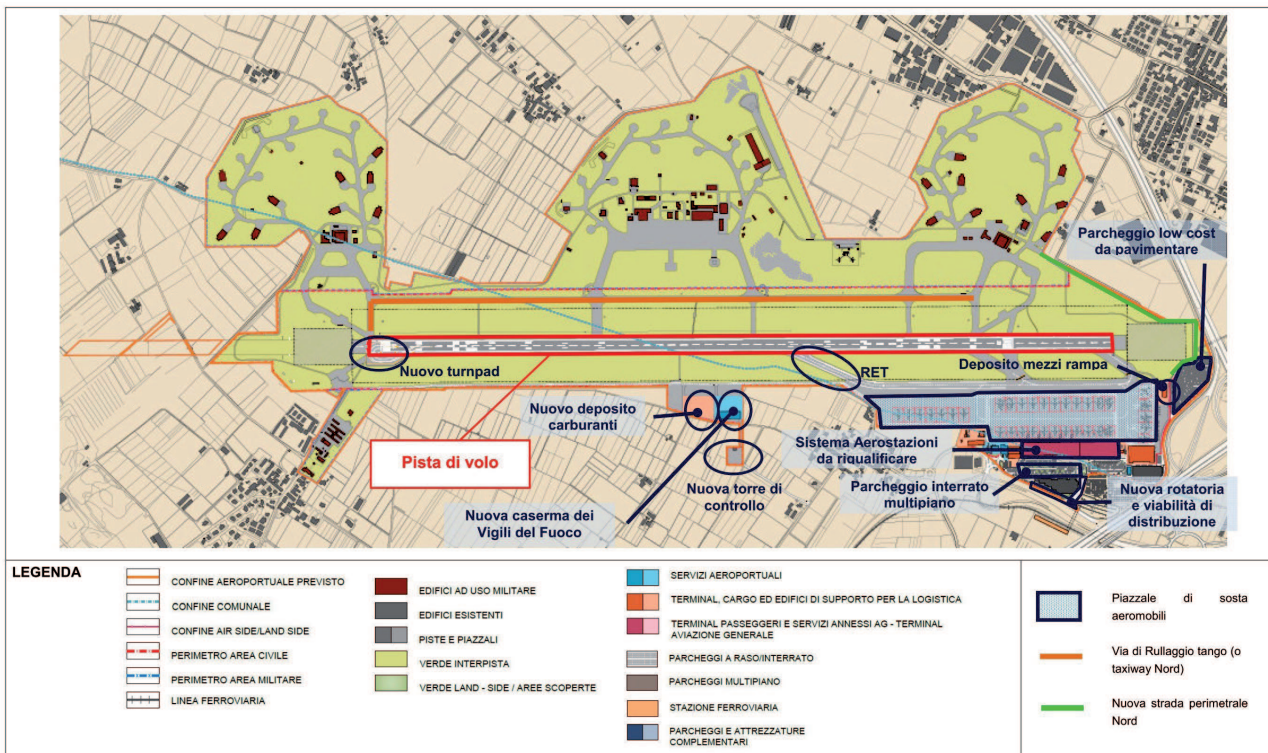 Parcheggio low cost
da pavimentare
Nuovo turnpad
RET
Deposito mezzi rampa
Nuovo deposito
carburanti
Pista di volo
Sistema Aerostazioni
da riqualificare
Nuova torre di
controllo
Parcheggio interrato
multipiano
Nuova caserma dei
Vigili del Fuoco
Nuova rotatoria
e viabilità di
distribuzione
LEGENDA
CONFINE AEROPORTUALE PREVISTO
CONFINE COMUNALE
CONFINE AIR SIDE/LAND SIDE
PERIMETRO AREA CIVILE
PERIMETRO AREA MILITARE
LINEA FERROVIARIA
EDIFICI AD USO MILITARE
EDIFICI ESISTENTI
PISTE E PIAZZALI
VERDE INTERPISTA
VERDE LAND - SIDE / AREE SCOPERTE
SERVIZI AEROPORTUALI
TERMINAL, CARGO ED EDIFICI DI SUPPORTO PER LA LOGISTICA
TERMINAL PASSEGGERI E SERVIZI ANNESSI AG - TERMINAL
AVIAZIONE GENERALE
PARCHEGGI A RASO/INTERRATO
PARCHEGGI MULTIPIANO
STAZIONE FERROVIARIA
PARCHEGGI E ATTREZZATURE
COMPLEMENTARI
Piazzale di sosta
aeromobili
Via di Rullaggio tango (o
taxiway Nord)
Nuova strada perimetrale
Nord